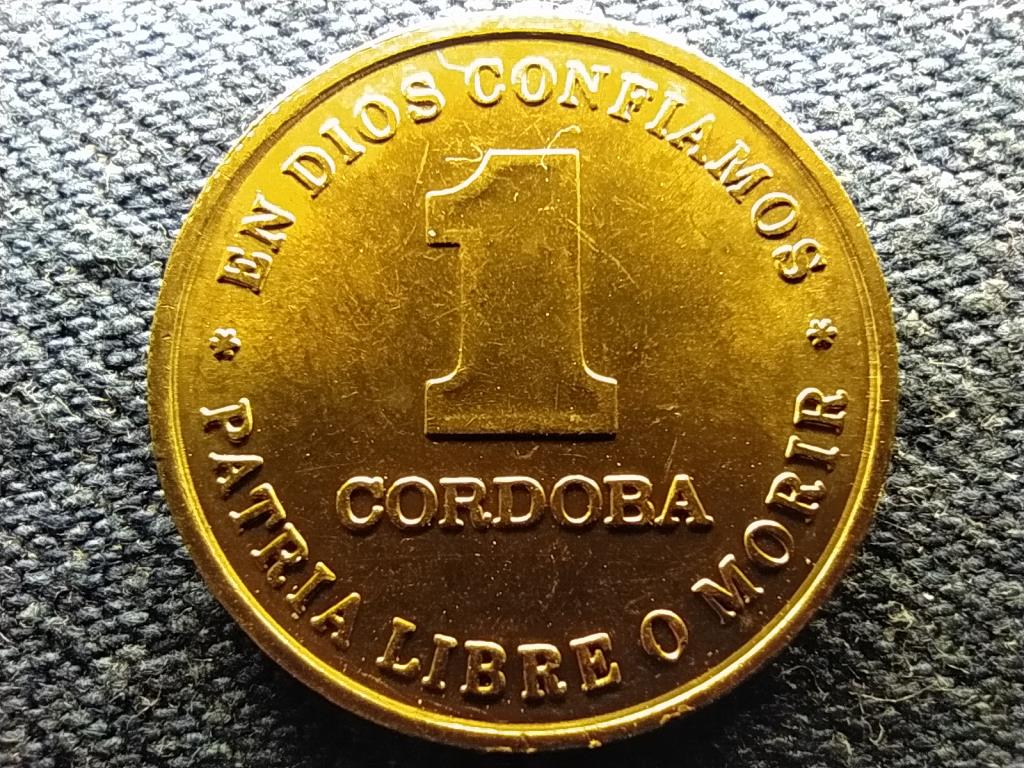 EN DIOS CONFIAMOS
1
CORDOBA
PATRIA LIBRE O MORIR